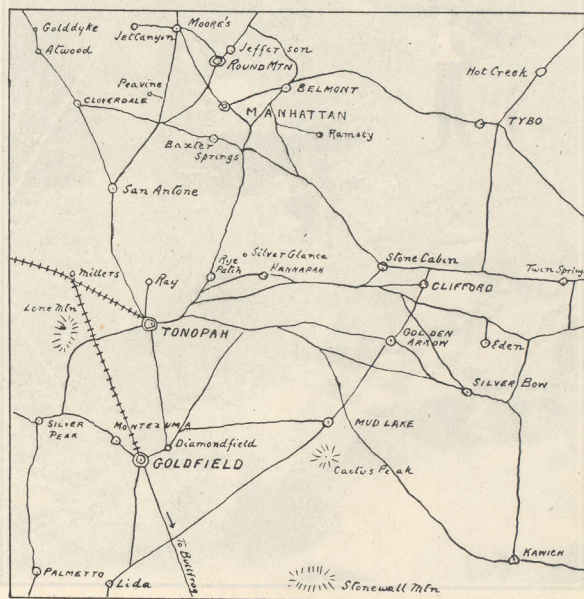 Golddyke
MOORE'S
Jet Canyon
Atwood
Jefferson
ROUND MTN
Hot Creek
Peavine
BELMONT
CLOVERDALE
MANHATTAN
TYBO
Ramsey
Baxter
Springs
San Antone
Silver Glance
Stone Cabin
Rye
Patch
HANNAPAH
Twin Spring
Millers
Ray
CLIFFORD
Lone Mtn
TONOPAH
GOLDEN
ARROW
Eden
SILVER BOW
SILVER
PEAK
MONTEZUMA
MUD LAKE
Diamondfield
GOLDFIELD
Cactus Peak
To Bullfrog
KAWICH
PALMETTO
Lida
Stonewall Mtn